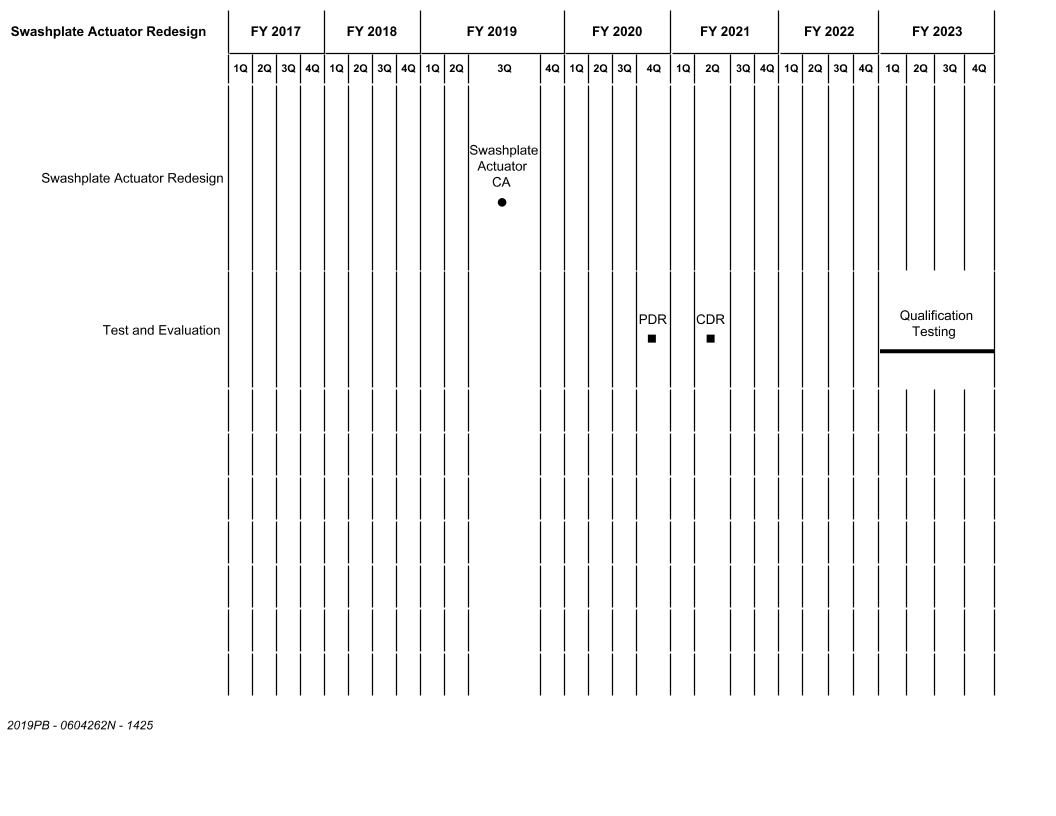 Swashplate Actuator Redesign FY 2017 FY 2018 FY 2019 FY 2020 FY 2021 FY 2022 FY 2023
1Q 2Q 3Q 4Q 1Q 2Q 3Q 4Q 1Q 2Q 3Q 4Q 1Q 2Q 3Q 4Q 1Q 2Q 3Q 4Q 1Q 2Q 3Q 4Q 1Q 2Q 3Q 4Q
Swashplate
Actuator
CA
Swashplate Actuator Redesign
PDR CDR
Qualification
Testing
Test and Evaluation
2019PB - 0604262N - 1425